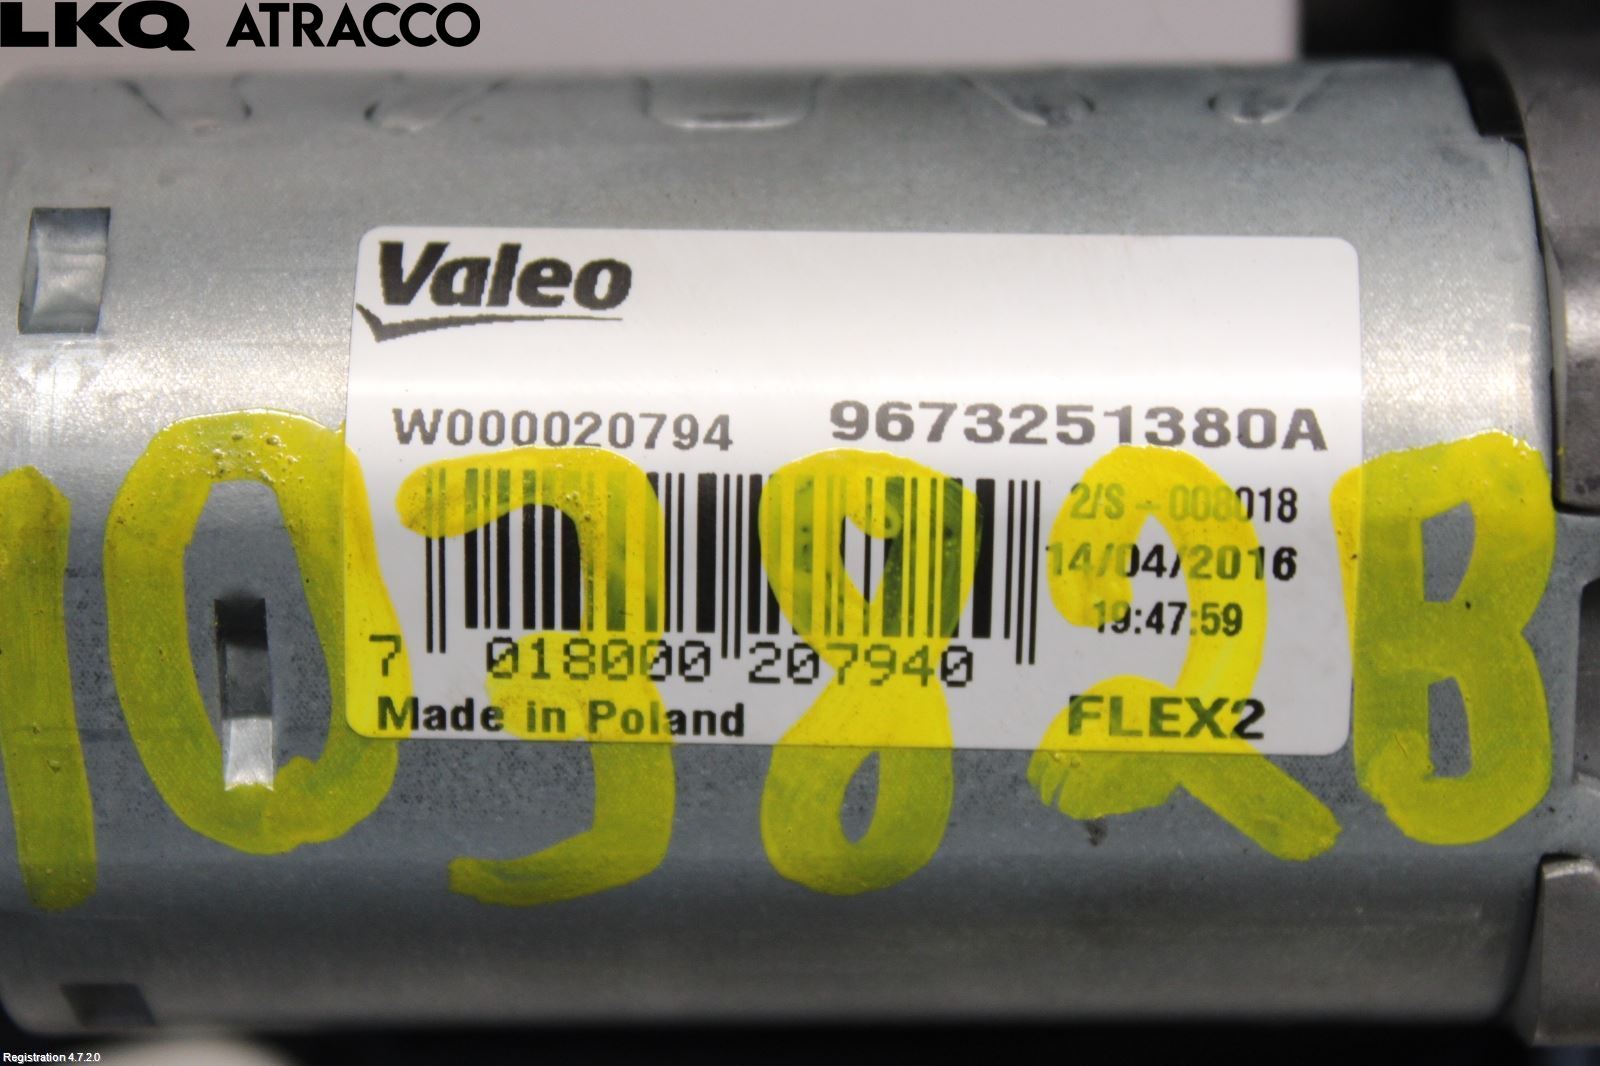 LKQ ATRACCO
Valeo
W000020794 9673251380A
2/S - 008018
14/04/2016
19:47:59
7 018000 207940
Made in Poland FLEX2
10382B
Registration 4.7.2.0